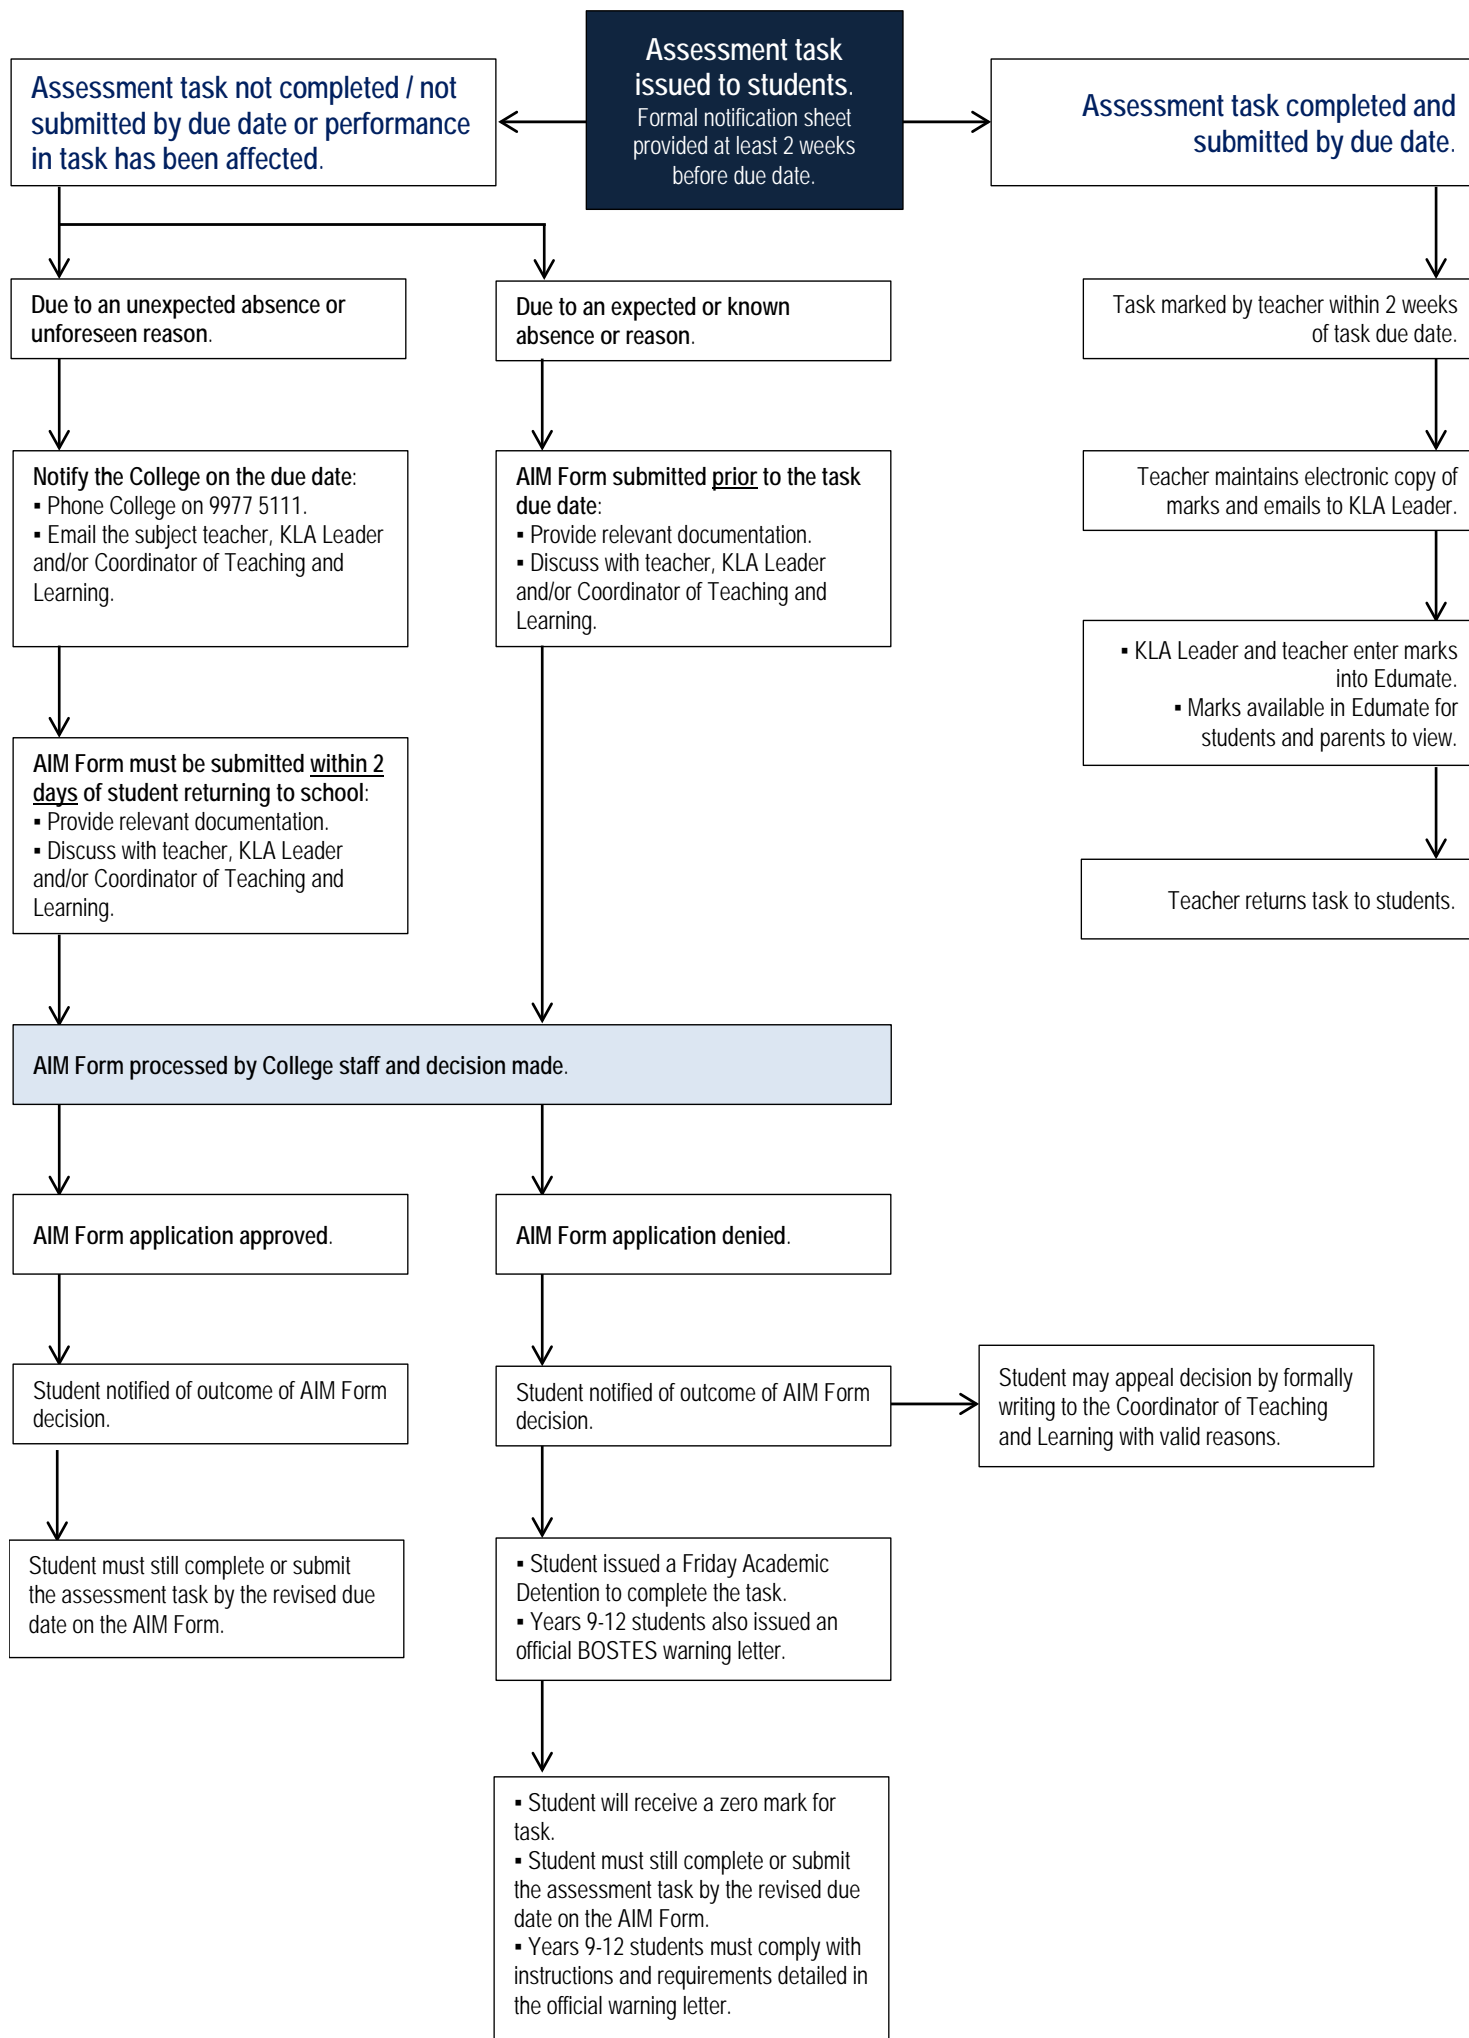 Assessment task
issued to students.
Formal notification sheet
provided at least 2 weeks
before due date.
Assessment task not completed / not
submitted by due date or performance
in task has been affected.
Assessment task completed and
submitted by due date.
Due to an unexpected absence or
unforeseen reason.
Due to an expected or known
absence or reason.
Task marked by teacher within 2 weeks
of task due date.
Notify the College on the due date:
▪ Phone College on 9977 5111.
▪ Email the subject teacher, KLA Leader
and/or Coordinator of Teaching and
Learning.
AIM Form submitted prior to the task
due date:
▪ Provide relevant documentation.
▪ Discuss with teacher, KLA Leader
and/or Coordinator of Teaching and
Learning.
Teacher maintains electronic copy of
marks and emails to KLA Leader.
▪ KLA Leader and teacher enter marks
into Edumate.
▪ Marks available in Edumate for
students and parents to view.
AIM Form must be submitted within 2
days of student returning to school:
▪ Provide relevant documentation.
▪ Discuss with teacher, KLA Leader
and/or Coordinator of Teaching and
Learning.
Teacher returns task to students.
AIM Form processed by College staff and decision made.
AIM Form application approved.
AIM Form application denied.
Student notified of outcome of AIM Form
decision.
Student notified of outcome of AIM Form
decision.
Student may appeal decision by formally
writing to the Coordinator of Teaching
and Learning with valid reasons.
Student must still complete or submit
the assessment task by the revised due
date on the AIM Form.
▪ Student issued a Friday Academic
Detention to complete the task.
▪ Years 9-12 students also issued an
official BOSTES warning letter.
▪ Student will receive a zero mark for
task.
▪ Student must still complete or submit
the assessment task by the revised due
date on the AIM Form.
▪ Years 9-12 students must comply with
instructions and requirements detailed in
the official warning letter.